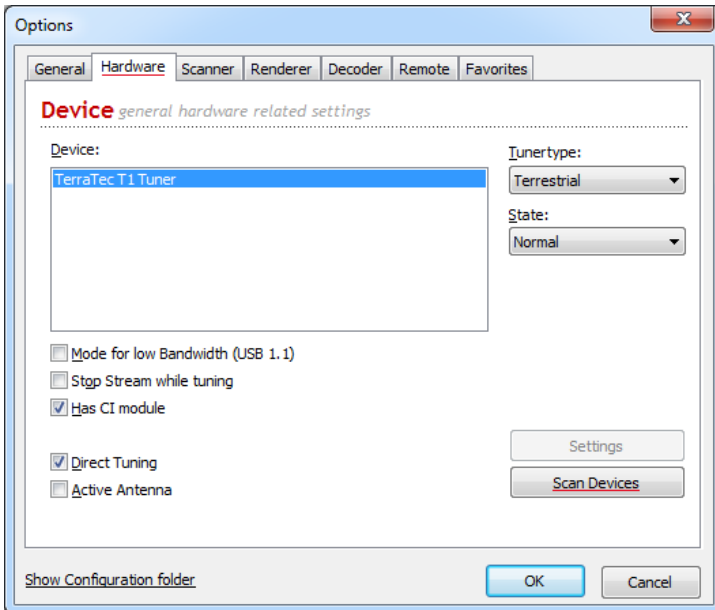 Options
General Hardware Scanner Renderer Decoder Remote Favorites
Device general hardware related settings
Device:
TerraTec T1 Tuner
Tunertype:
Terrestrial
State:
Normal
Mode for low Bandwidth (USB 1.1)
Stop Stream while tuning
Has CI module
Direct Tuning
Active Antenna
Settings
Scan Devices
Show Configuration folder
OK
Cancel